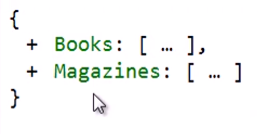 {
+ Books: [ … ],
+ Magazines: [ … ]
}